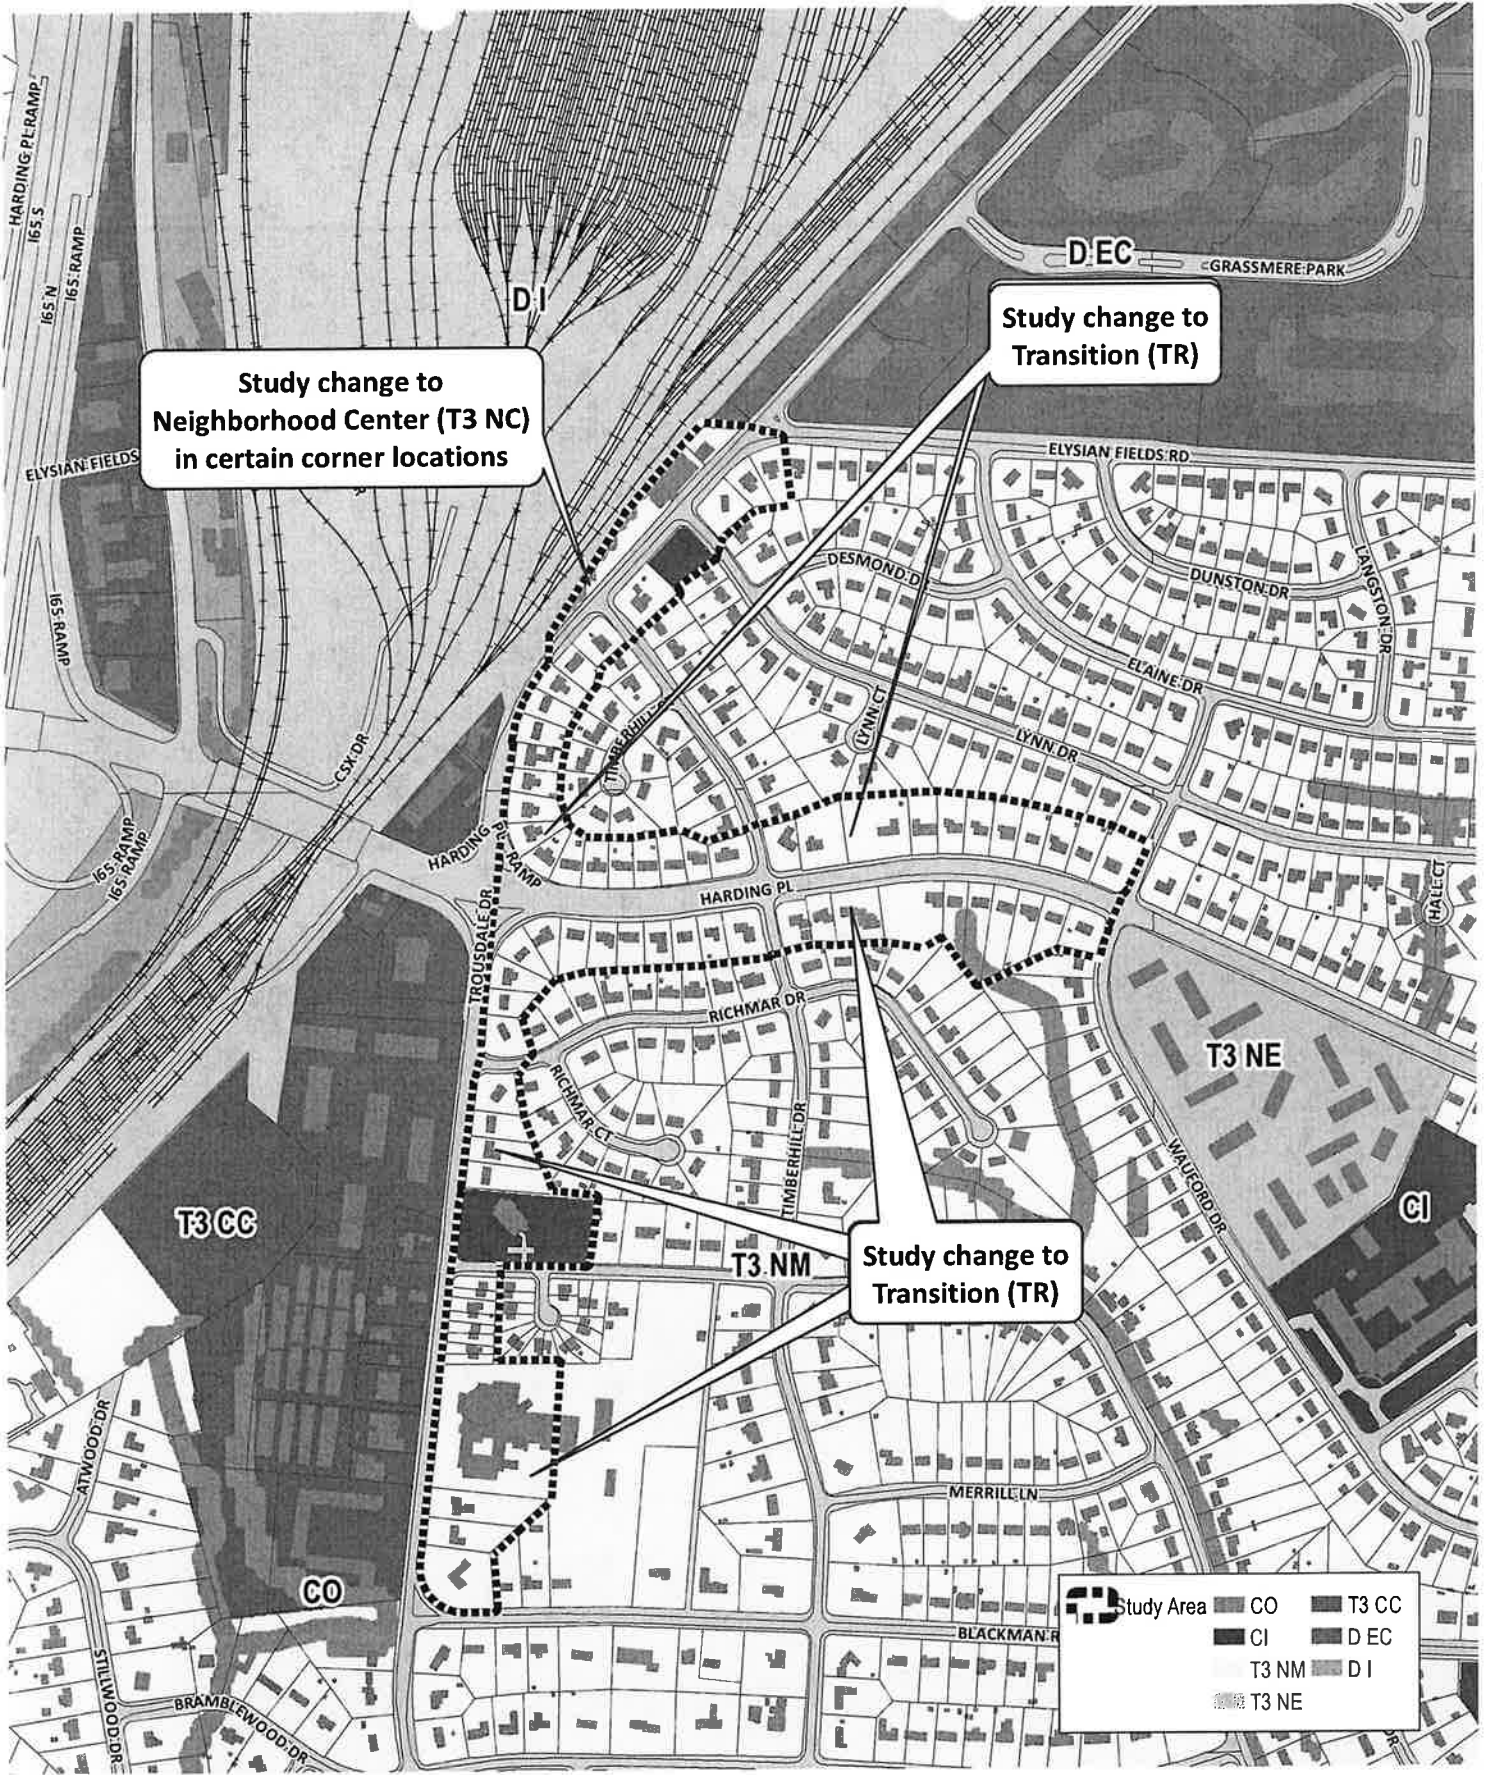 HARDING PL RAMP
I65 S
I65 N
I65 RAMP
D I
D EC
GRASSMERE PARK
Study change to
Transition (TR)
Study change to
Neighborhood Center (T3 NC)
in certain corner locations
ELYSIAN FIELDS
ELYSIAN FIELDS RD
DESMOND DR
DUNSTON DR
LANGSTON DR
I65 RAMP
ELAINE DR
TIMBERHILL
LYNN CT
LYNN DR
CSX DR
I65 RAMP
I65 RAMP
HARDING PL RAMP
HARDING PL
HALL CT
TROUSDALE DR
RICHMAR DR
T3 NE
RICHMAR CT
TIMBERHILL DR
WAUFORD DR
T3 CC
CI
T3 NM
Study change to
Transition (TR)
ATWOOD DR
MERRILL LN
CO
BLACKMAN R
STILLWOOD DR
BRAMBLEWOOD DR
Study Area
CO
T3 CC
CI
D EC
T3 NM
D I
T3 NE
DR